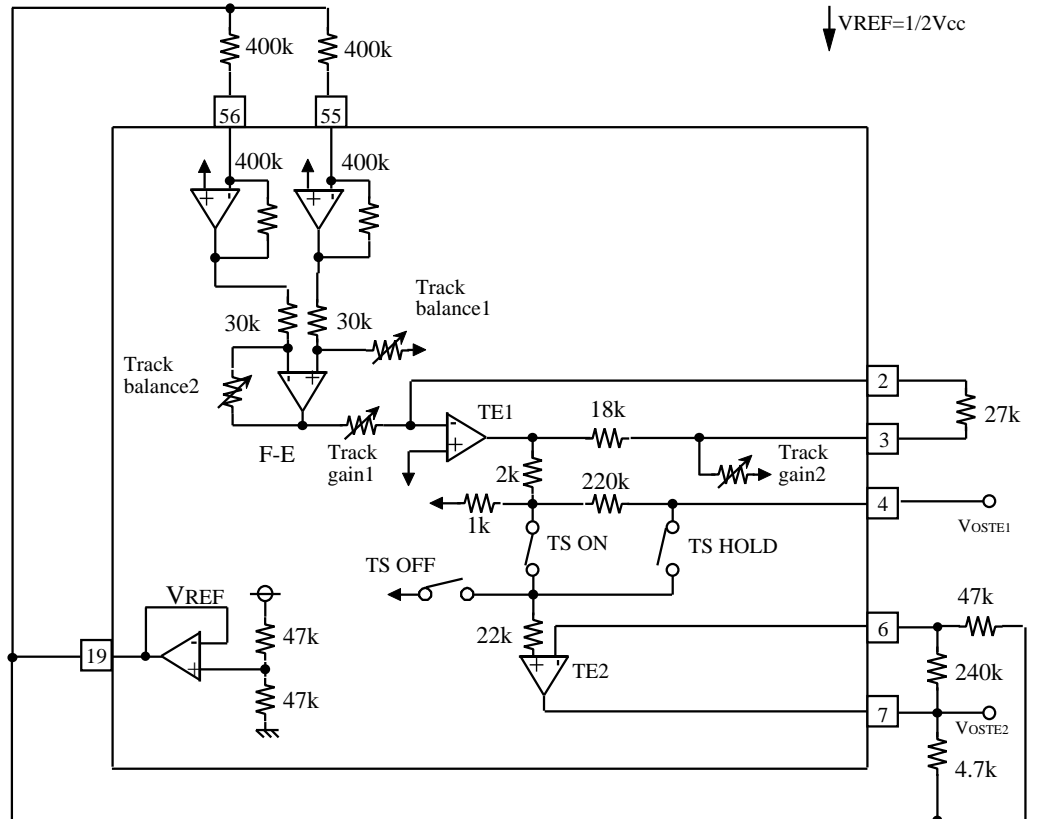 VREF=1/2Vcc
400k
400k
56
55
400k
400k
+
-
+
-
Track
balance1
30k
30k
Track
balance2
-
+
2
18k
27k
TE1
-
+
3
F-E
Track
gain1
Track
gain2
2k
220k
4
1k
VOSTE1
TS ON
TS HOLD
TS OFF
VREF
47k
47k
22k
6
-
+
19
+
-
TE2
240k
47k
7
VOSTE2
4.7k